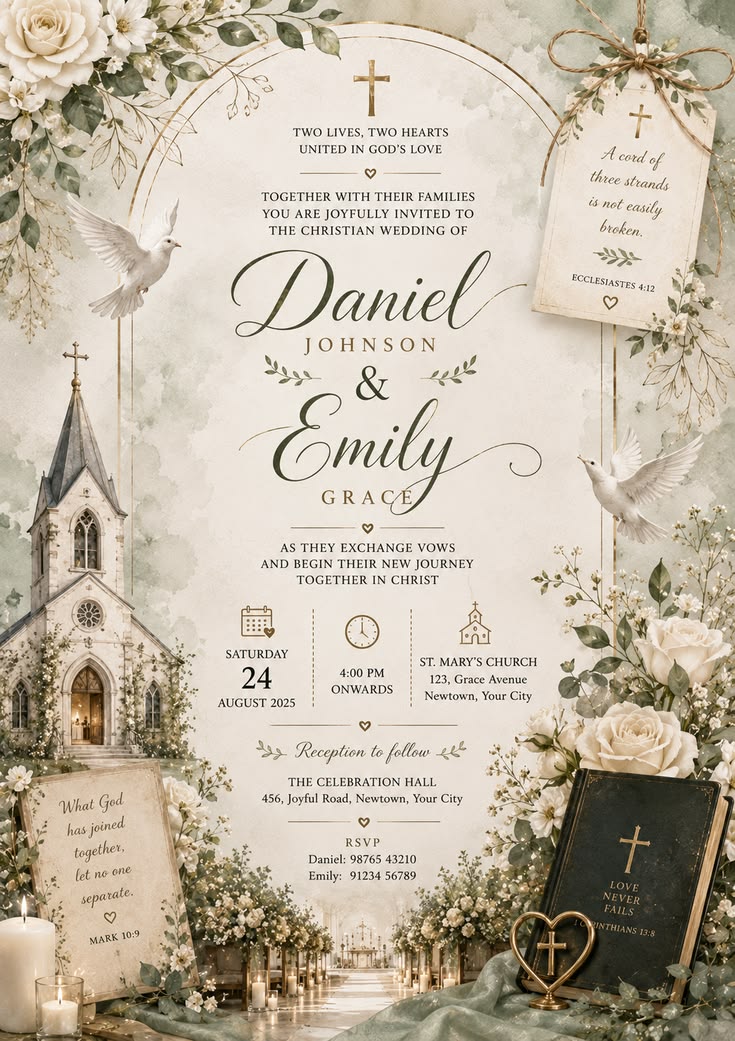 TWO LIVES, TWO HEARTS
UNITED IN GOD'S LOVE
TOGETHER WITH THEIR FAMILIES
YOU ARE JOYFULLY INVITED TO
THE CHRISTIAN WEDDING OF
Daniel
JOHNSON
&
Emily
GRACE
AS THEY EXCHANGE VOWS
AND BEGIN THEIR NEW JOURNEY
TOGETHER IN CHRIST
SATURDAY
24
AUGUST 2025
4:00 PM
ONWARDS
ST. MARY'S CHURCH
123, Grace Avenue
Newtown, Your City
Reception to follow
THE CELEBRATION HALL
456, Joyful Road, Newtown, Your City
RSVP
Daniel: 98765 43210
Emily: 91234 56789
A cord of
three strands
is not easily
broken.
ECCLESIASTES 4:12
What God
has joined
together,
let no one
separate.
MARK 10:9
LOVE
NEVER
FAILS
1 CORINTHIANS 13:8